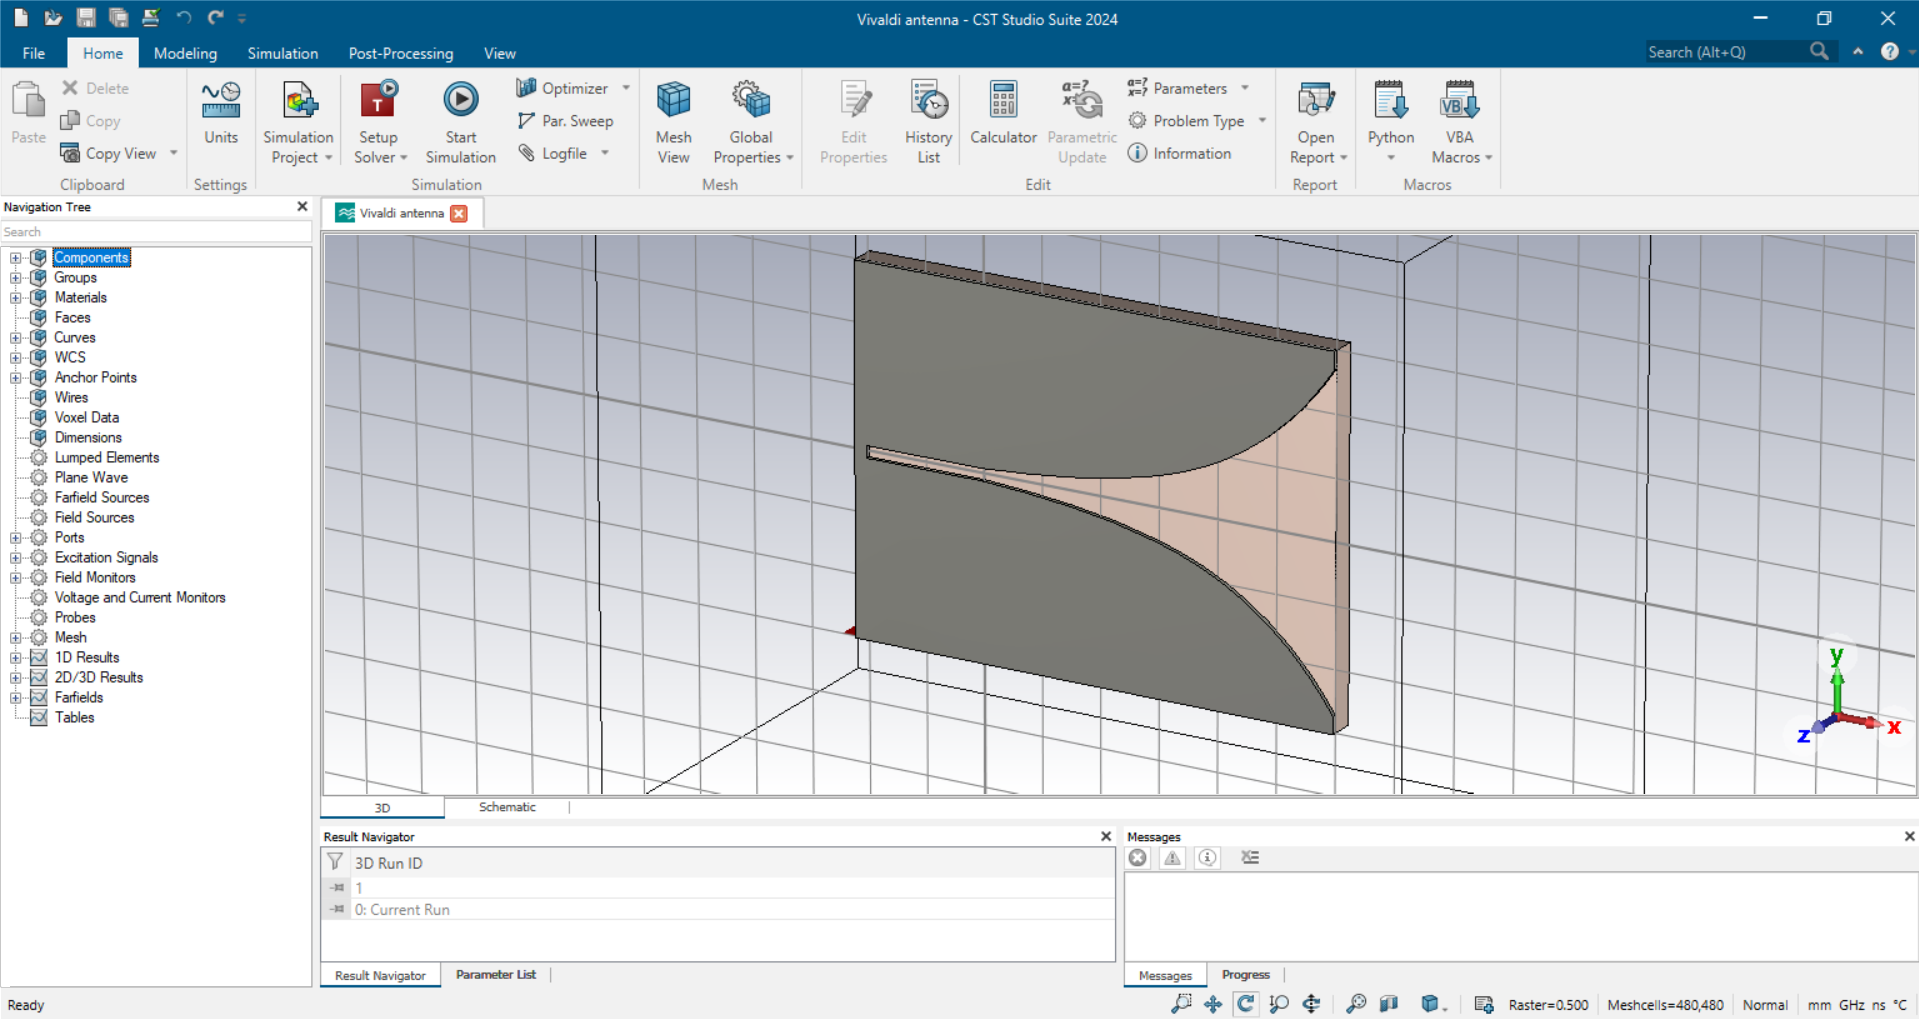 Vivaldi antenna - CST Studio Suite 2024
File Home Modeling Simulation Post-Processing View Search (Alt+Q)
Paste
Delete
Copy
Copy View
Clipboard
Units
Settings
Simulation
Project
Setup
Solver
Start
Simulation
Optimizer
Par. Sweep
Logfile
Simulation
Mesh
View
Global
Properties
Mesh
Edit
Properties
History
List
Calculator
Parametric
Update
Parameters
Problem Type
Information
Edit
Open
Report
Report
Python
VBA
Macros
Macros
Navigation Tree
Search
Components
Groups
Materials
Faces
Curves
WCS
Anchor Points
Wires
Voxel Data
Dimensions
Lumped Elements
Plane Wave
Farfield Sources
Field Sources
Ports
Excitation Signals
Field Monitors
Voltage and Current Monitors
Probes
Mesh
1D Results
2D/3D Results
Farfields
Tables
Vivaldi antenna
y
z
x
3D Schematic
Result Navigator
3D Run ID
1
0: Current Run
Result Navigator Parameter List
Messages
Messages Progress
Ready
Raster=0.500 Meshcells=480,480 Normal mm GHz ns °C